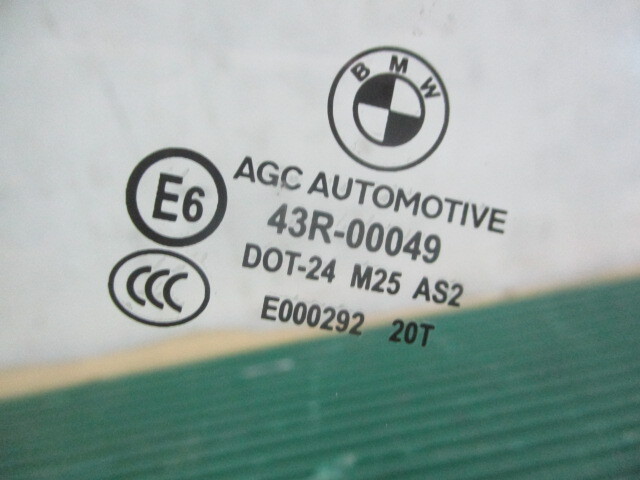 BMW
E6
AGC AUTOMOTIVE
43R-00049
CCC
DOT-24 M25 AS2
E000292 20T